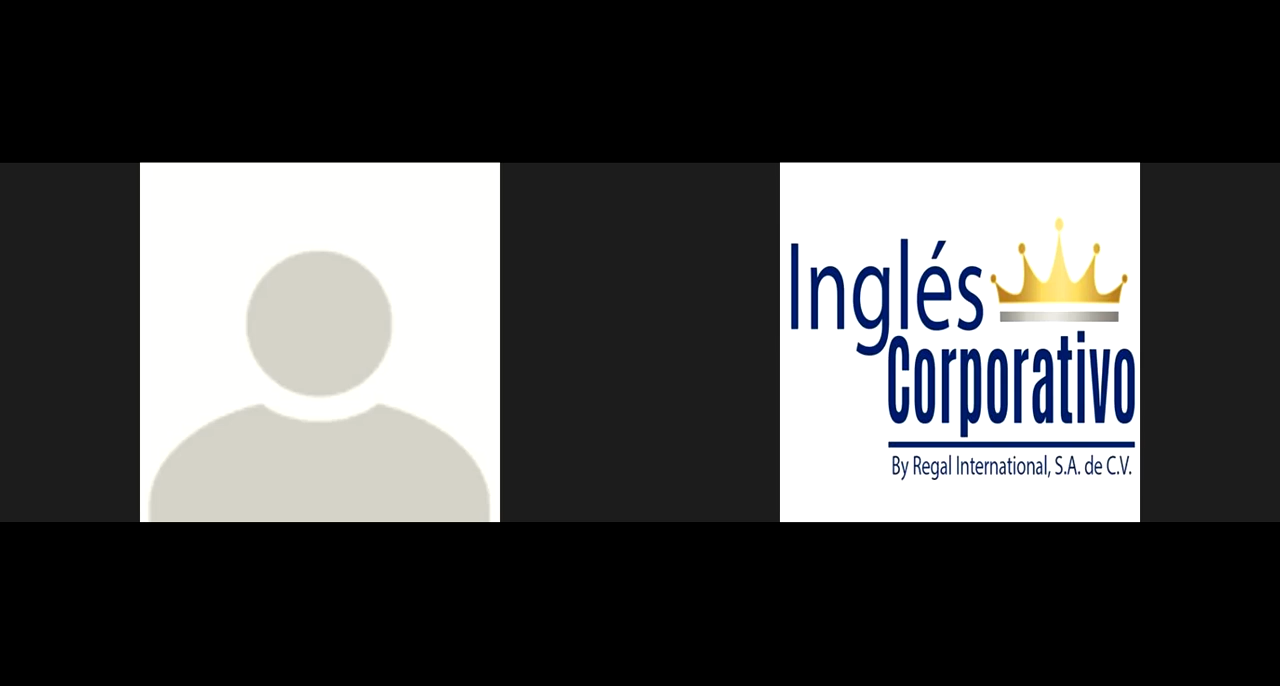 Inglés
Corporativo
By Regal International, S.A. de C.V.